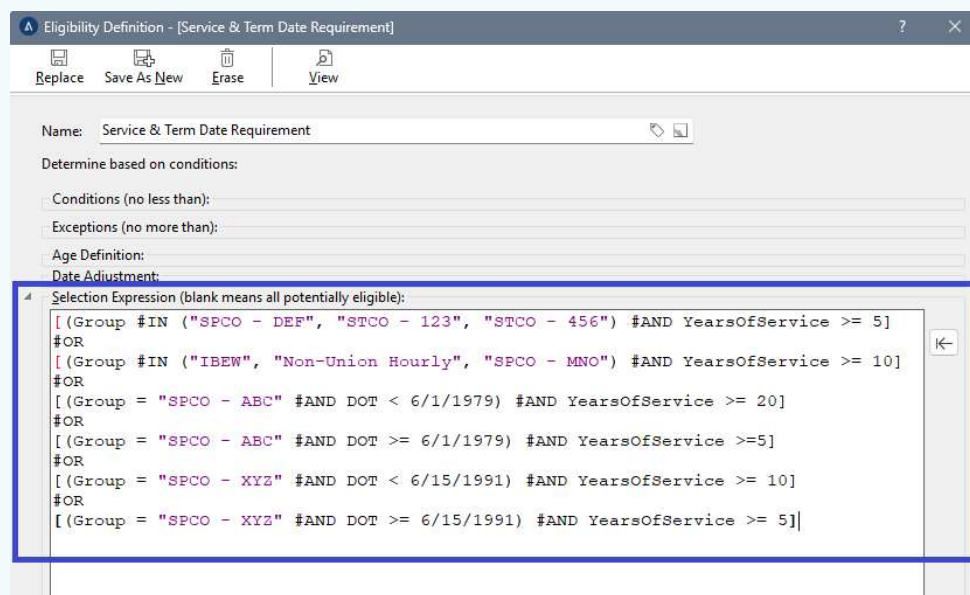 Eligibility Definition - [Service & Term Date Requirement]
? ×
Replace Save As New Erase View
Name: Service & Term Date Requirement
Determine based on conditions:
Conditions (no less than):
Exceptions (no more than):
Age Definition:
Date Adjustment:
Selection Expression (blank means all potentially eligible):
[(Group #IN ("SPCO - DEF", "STCO - 123", "STCO - 456") #AND YearsOfService >= 5]
#OR
[(Group #IN ("IBEW", "Non-Union Hourly", "SPCO - MNO") #AND YearsOfService >= 10]
#OR
[(Group = "SPCO - ABC" #AND DOT < 6/1/1979) #AND YearsOfService >= 20]
#OR
[(Group = "SPCO - ABC" #AND DOT >= 6/1/1979) #AND YearsOfService >=5]
#OR
[(Group = "SPCO - XYZ" #AND DOT < 6/15/1991) #AND YearsOfService >= 10]
#OR
[(Group = "SPCO - XYZ" #AND DOT >= 6/15/1991) #AND YearsOfService >= 5]